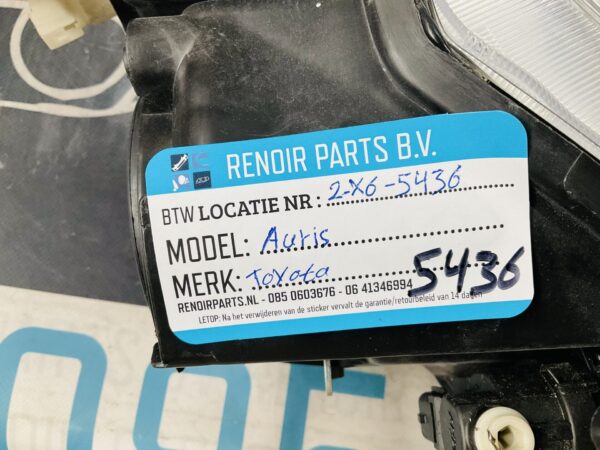 RENOIR PARTS B.V.
BTW LOCATIE NR : 2-X6-5436
MODEL: Auris
MERK: Toyota
5436
RENOIRPARTS.NL - 085 0603676 - 06 41346994
LETOP: Na het verwijderen van de sticker vervalt de garantie/retourbeleid van 14 dagen